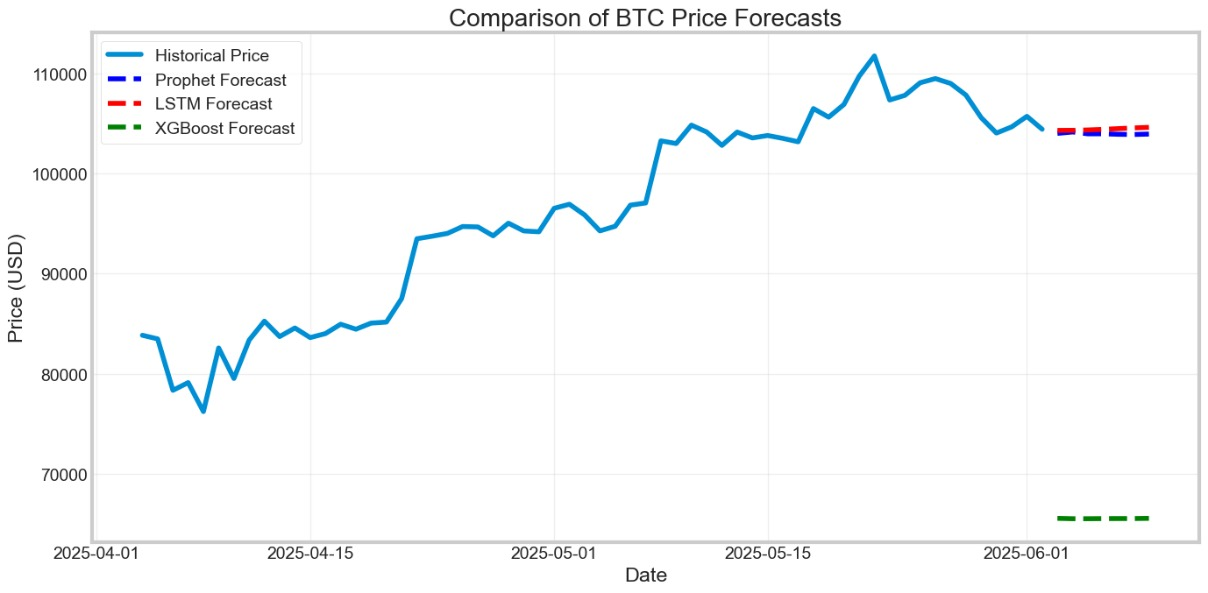 Comparison of BTC Price Forecasts
Historical Price
Prophet Forecast
LSTM Forecast
XGBoost Forecast
Price (USD)
110000
100000
90000
80000
70000
2025-04-01
2025-04-15
2025-05-01
2025-05-15
2025-06-01
Date